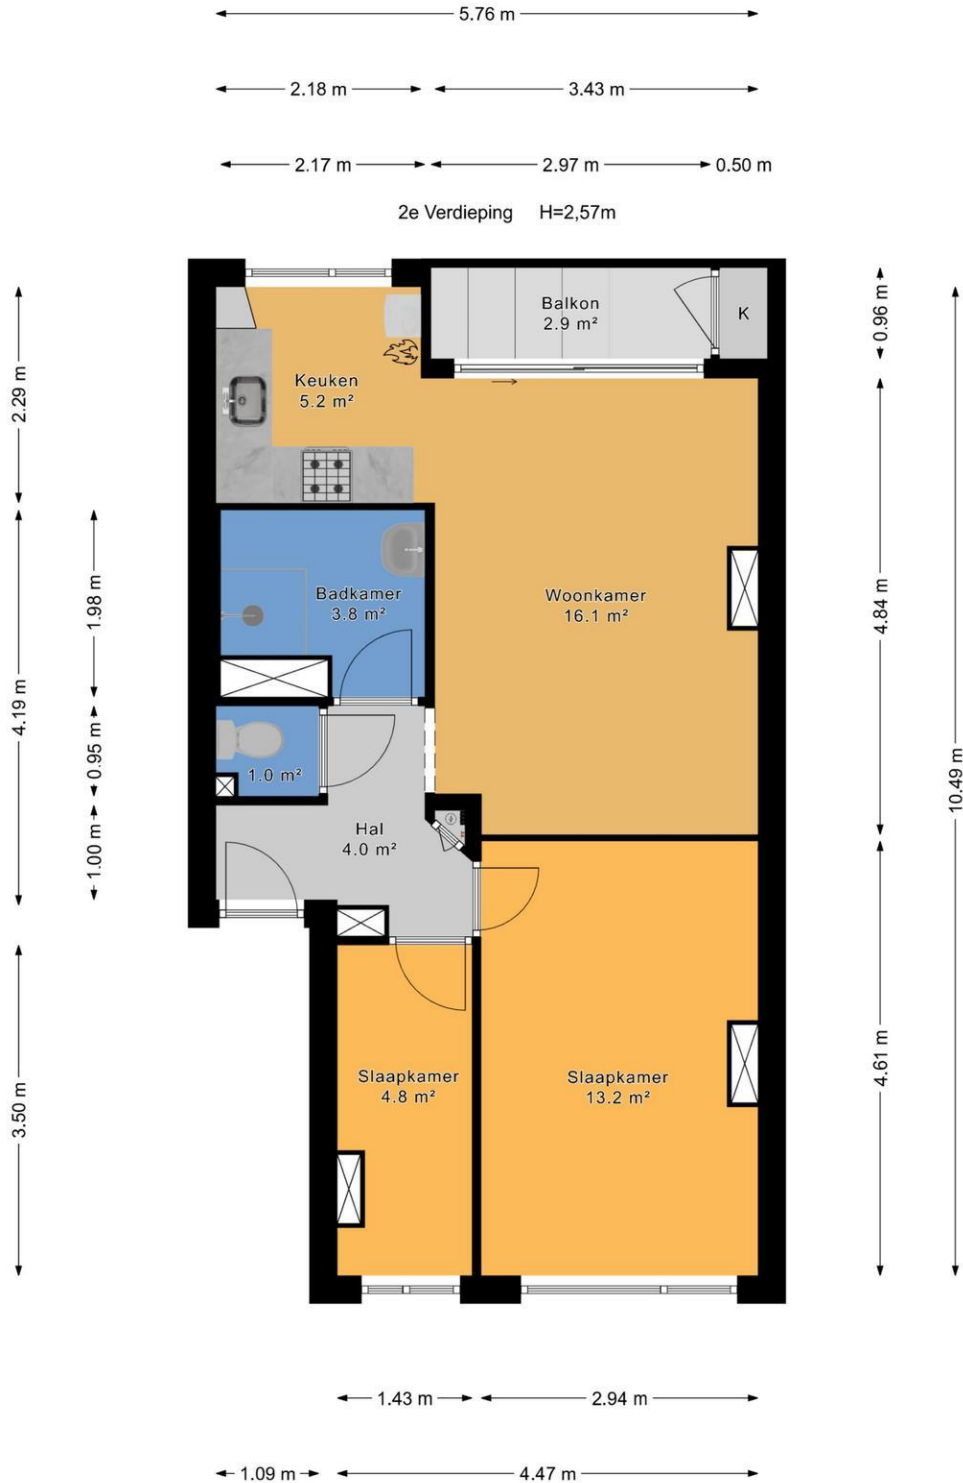 5.76 m
2.18 m
3.43 m
2.17 m
2.97 m
0.50 m
2e Verdieping H=2,57m
Balkon
2.9 m²
K
0.96 m
Keuken
5.2 m²
2.29 m
Badkamer
3.8 m²
1.98 m
Woonkamer
16.1 m²
4.84 m
4.19 m
0.95 m
1.0 m²
10.49 m
Hal
4.0 m²
1.00 m
Slaapkamer
4.8 m²
Slaapkamer
13.2 m²
4.61 m
3.50 m
1.43 m
2.94 m
1.09 m
4.47 m